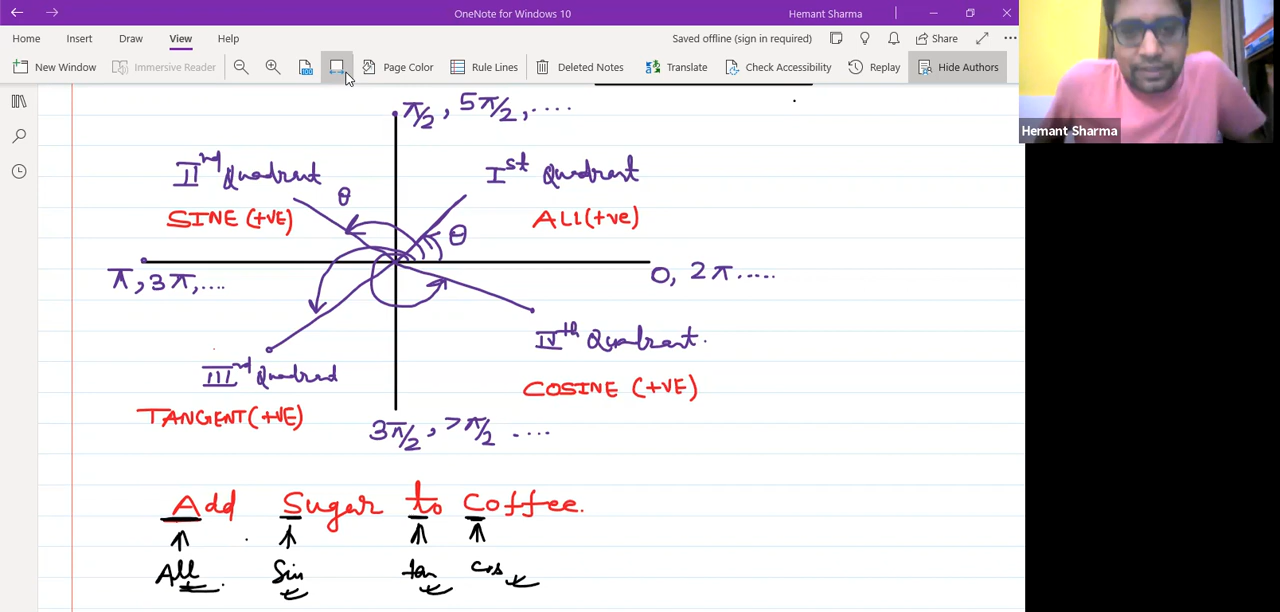 OneNote for Windows 10
Hemant Sharma
Home Insert Draw View Help
Saved offline (sign in required) Share
New Window Immersive Reader 100 Page Color Rule Lines Deleted Notes Translate Check Accessibility Replay Hide Authors
Hemant Sharma
π/2, 5π/2, ....
IInd Quadrant
Ist Quadrant
θ
SINE (+VE)
ALL (+ve)
θ
π, 3π, ....
0, 2π .....
IVth Quadrant.
IIIrd Quadrad
COSINE (+VE)
TANGENT (+VE)
3π/2, 7π/2 ....
Add Sugar to Coffee.
All Sin tan cos